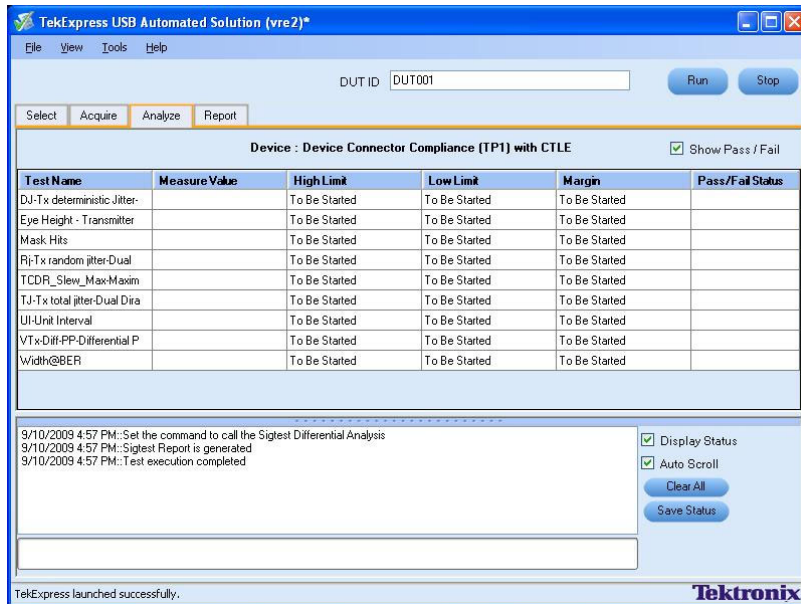 TekExpress USB Automated Solution (vre2)*
File View Tools Help
DUT ID DUT001 Run Stop
Select Acquire Analyze Report
Device : Device Connector Compliance (TP1) with CTLE Show Pass / Fail
Test Name Measure Value High Limit Low Limit Margin Pass/Fail Status
DJ-Tx deterministic Jitter- To Be Started To Be Started To Be Started
Eye Height - Transmitter To Be Started To Be Started To Be Started
Mask Hits To Be Started To Be Started To Be Started
Rj-Tx random jitter-Dual To Be Started To Be Started To Be Started
TCDR_Slew_Max-Maxim To Be Started To Be Started To Be Started
TJ-Tx total jitter-Dual Dira To Be Started To Be Started To Be Started
UI-Unit Interval To Be Started To Be Started To Be Started
VTx-Diff-PP-Differential P To Be Started To Be Started To Be Started
Width@BER To Be Started To Be Started To Be Started
9/10/2009 4:57 PM::Set the command to call the Sigtest Differential Analysis
9/10/2009 4:57 PM::Sigtest Report is generated
9/10/2009 4:57 PM::Test execution completed
Display Status
Auto Scroll
Clear All
Save Status
TekExpress launched successfully.
Tektronix